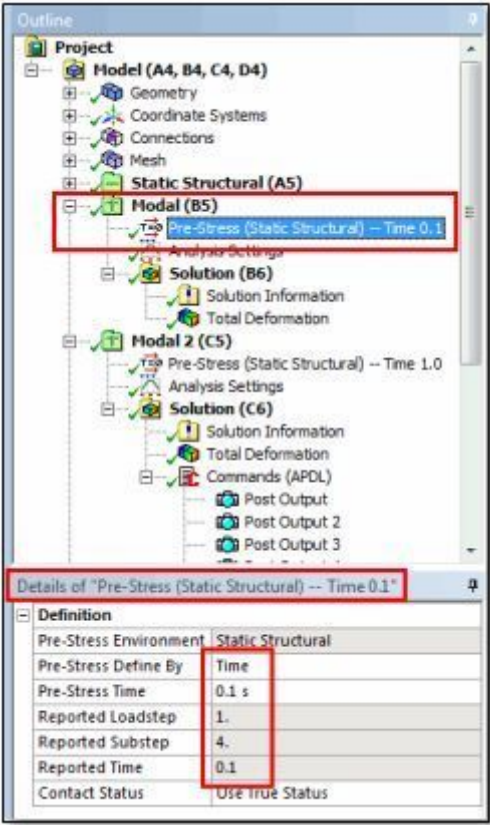 Outline
Project
Model (A4, B4, C4, D4)
Geometry
Coordinate Systems
Connections
Mesh
Static Structural (A5)
Modal (B5)
Pre-Stress (Static Structural) -- Time 0.1
Analysis Settings
Solution (B6)
Solution Information
Total Deformation
Modal 2 (C5)
Pre-Stress (Static Structural) -- Time 1.0
Analysis Settings
Solution (C6)
Solution Information
Total Deformation
Commands (APDL)
Post Output
Post Output 2
Post Output 3
Details of "Pre-Stress (Static Structural) -- Time 0.1"
Definition
Pre-Stress Environment Static Structural
Pre-Stress Define By Time
Pre-Stress Time 0.1 s
Reported Loadstep 1.
Reported Substep 4.
Reported Time 0.1
Contact Status Use True Status